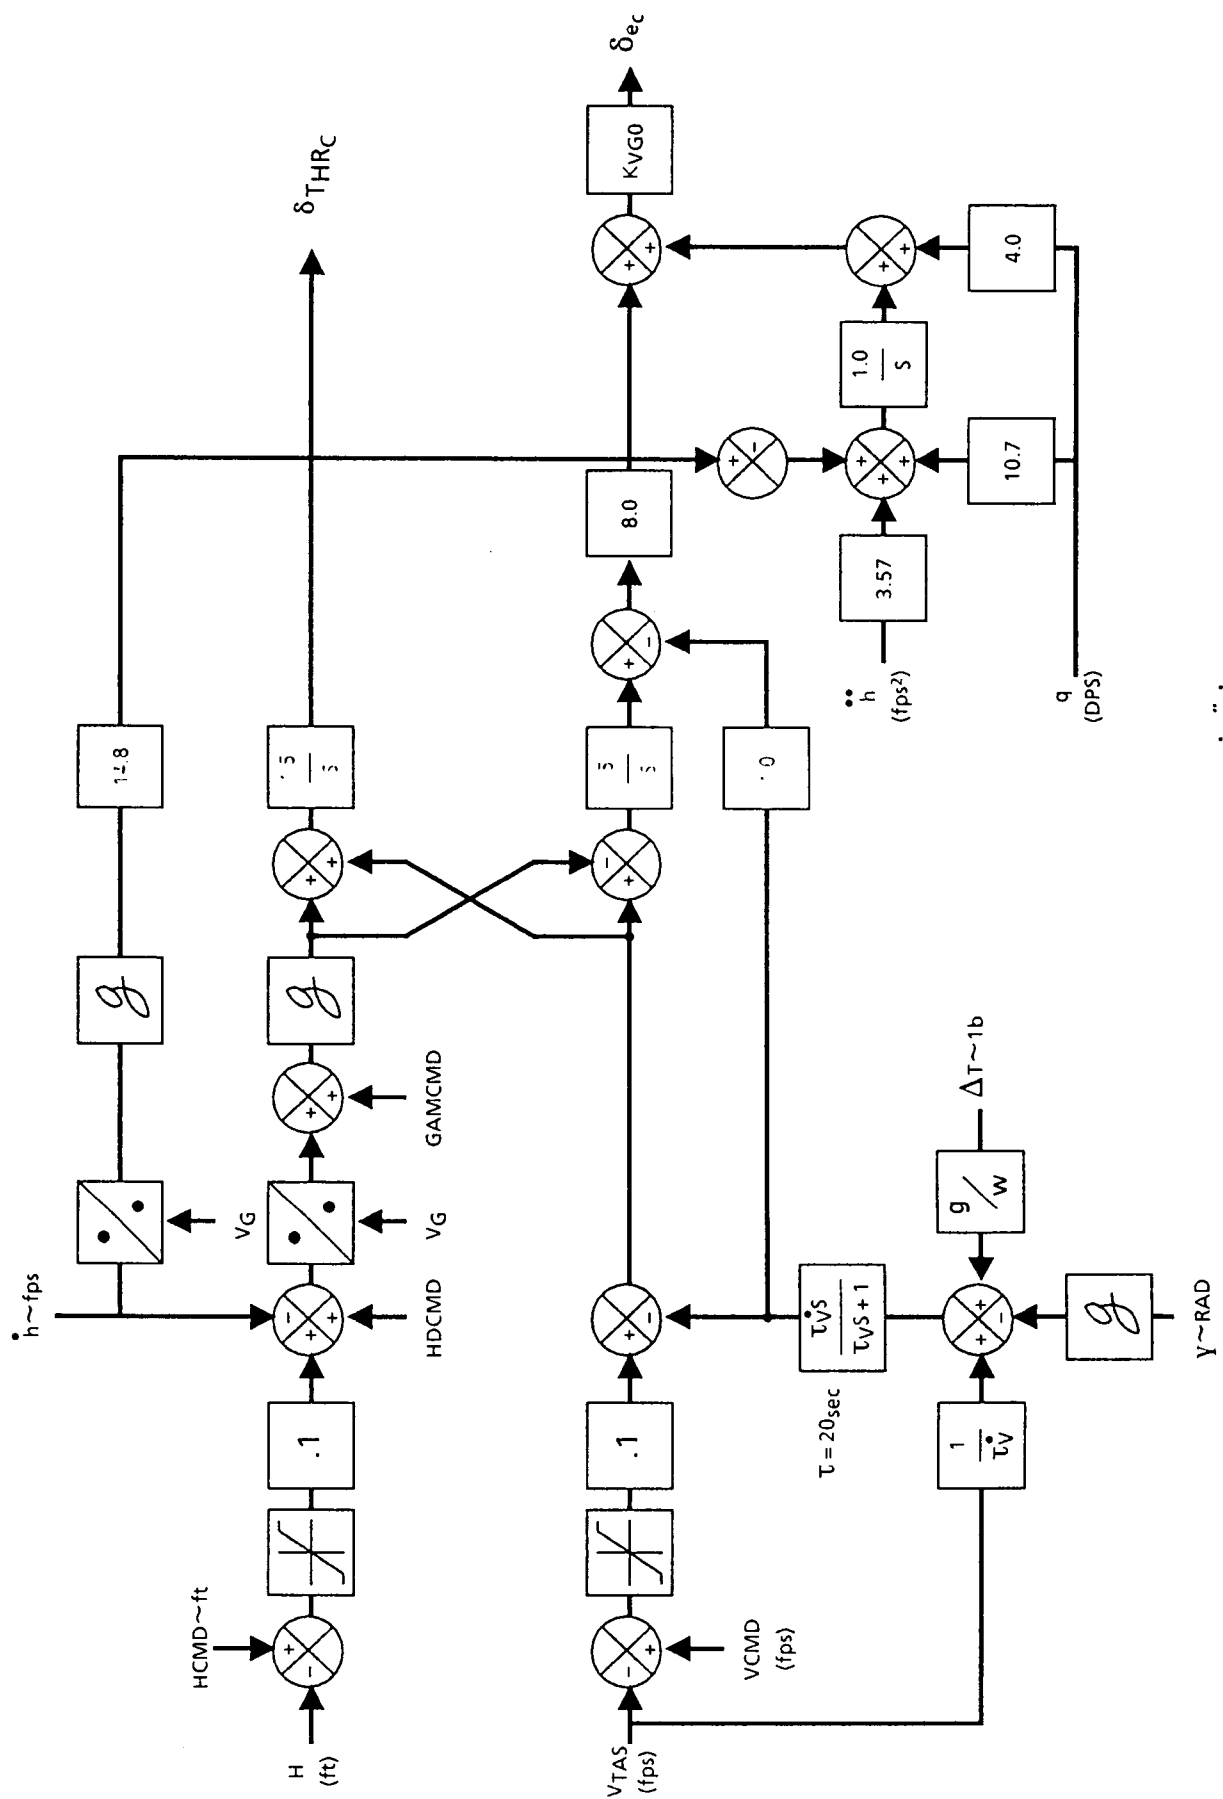 ḣ~fps
VG
14.8
HCMD~ft
H
(ft)
.1
HDCMD
VG
GAMCMD
g
g
S
δTHRC
VTAS
(fps)
VCMD
(fps)
.1
S
8.0
KVG0
δec
τ = 20sec
τv̇S
τvS + 1
1
τv̇
g
w
ΔT~1b
g
γ~RAD
ḧ
(fps²)
3.57
1.0
S
10.7
4.0
q
(DPS)